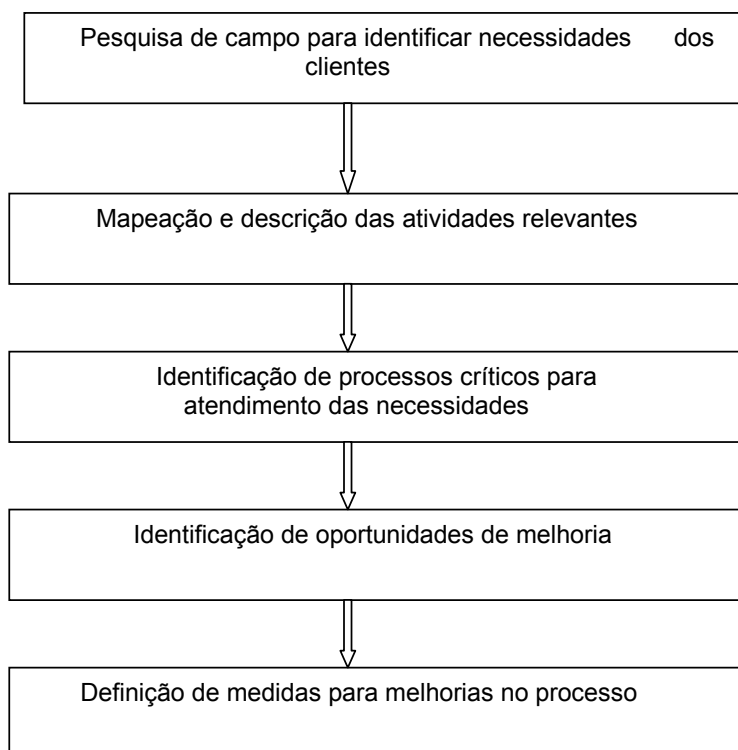 Pesquisa de campo para identificar necessidades dos
clientes
Mapeação e descrição das atividades relevantes
Identificação de processos críticos para
atendimento das necessidades
Identificação de oportunidades de melhoria
Definição de medidas para melhorias no processo